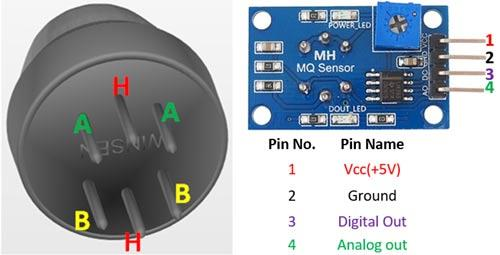 H
A
A
WINSEN
B
B
H
POWER_LED
MH
MQ Sensor
DOUT_LED
AO DO GND VCC
1
2
3
4
Pin No. Pin Name
1 Vcc(+5V)
2 Ground
3 Digital Out
4 Analog out